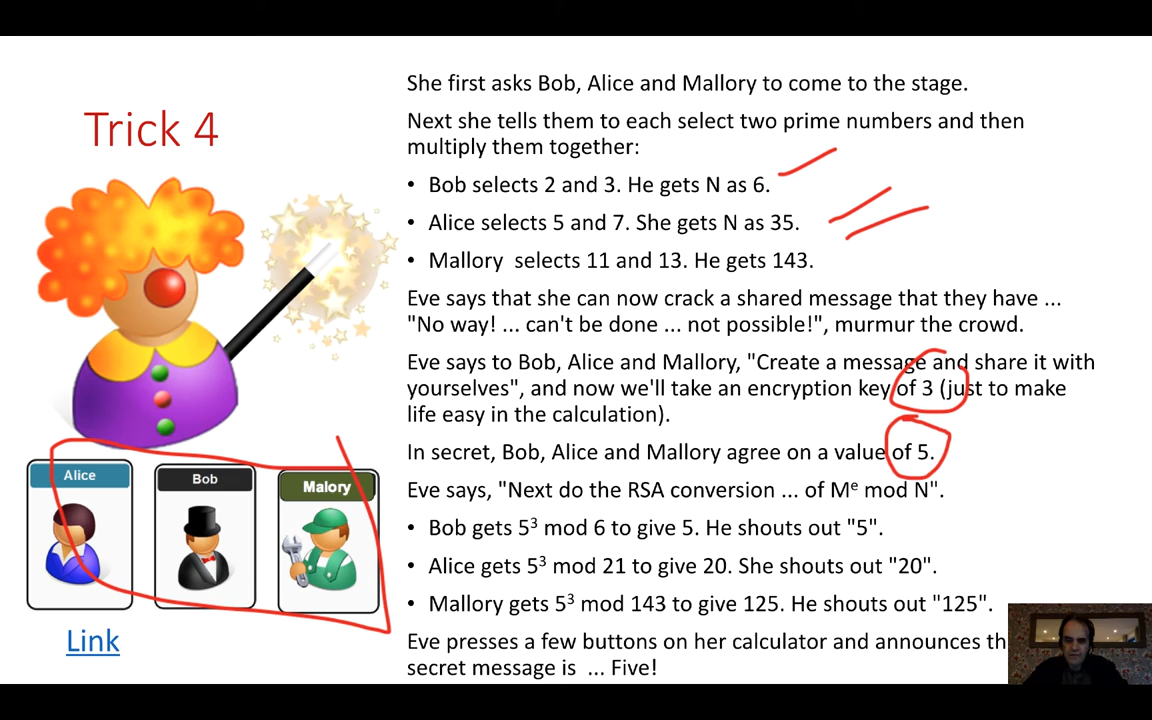 Trick 4
She first asks Bob, Alice and Mallory to come to the stage.
Next she tells them to each select two prime numbers and then
multiply them together:
• Bob selects 2 and 3. He gets N as 6.
• Alice selects 5 and 7. She gets N as 35.
• Mallory selects 11 and 13. He gets 143.
Eve says that she can now crack a shared message that they have ...
"No way! ... can't be done ... not possible!", murmur the crowd.
Eve says to Bob, Alice and Mallory, "Create a message and share it with
yourselves", and now we'll take an encryption key of 3 (just to make
life easy in the calculation).
In secret, Bob, Alice and Mallory agree on a value of 5.
Eve says, "Next do the RSA conversion ... of Mᵉ mod N".
• Bob gets 5³ mod 6 to give 5. He shouts out "5".
• Alice gets 5³ mod 21 to give 20. She shouts out "20".
• Mallory gets 5³ mod 143 to give 125. He shouts out "125".
Eve presses a few buttons on her calculator and announces th
secret message is ... Five!
Alice
Bob
Malory
Link